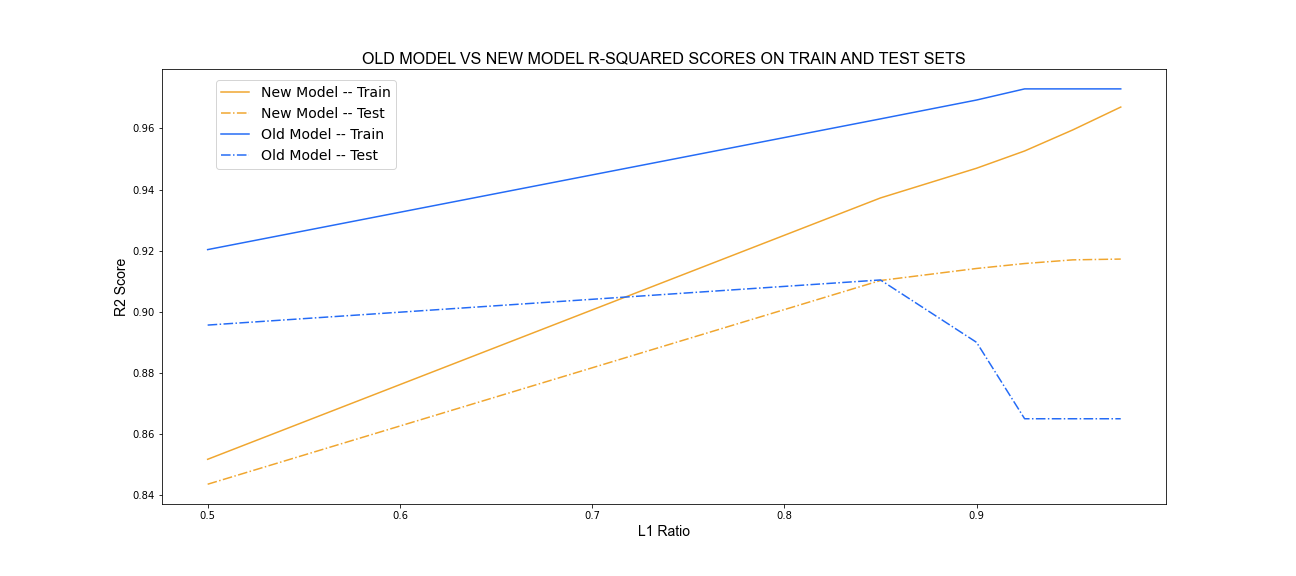 OLD MODEL VS NEW MODEL R-SQUARED SCORES ON TRAIN AND TEST SETS
New Model -- Train
New Model -- Test
Old Model -- Train
Old Model -- Test
R2 Score
0.96
0.94
0.92
0.90
0.88
0.86
0.84
0.5 0.6 0.7 0.8 0.9
L1 Ratio